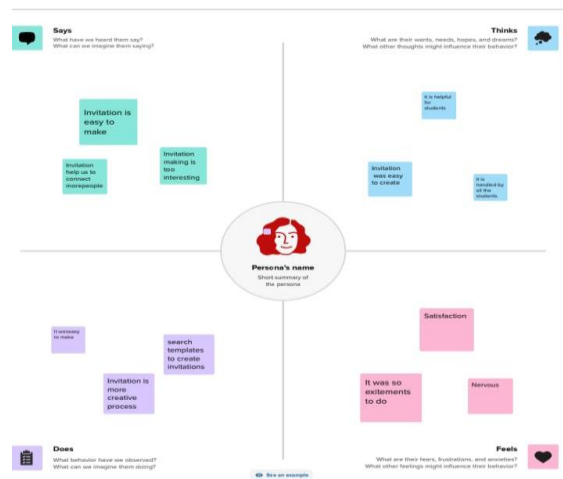 Says
What have we heard them say?
What can we imagine them saying?
Thinks
What are their wants, needs, hopes, and dreams?
What other thoughts might influence their behavior?
Invitation is
easy to
make
Invitation
help us to
connect
morepeople
Invitation
making is
too
interesting
It is helpful
for
students
Invitation
was easy
to create
It is
handled by
all the
students
Persona's name
Short summary of
the persona
It waseasy
to make
search
templates
to create
invitations
Invitation is
more
creative
process
Satisfaction
It was so
exitements
to do
Nervous
Does
What behavior have we observed?
What can we imagine them doing?
Feels
What are their fears, frustrations, and anxieties?
What other feelings might influence their behavior?
See an example